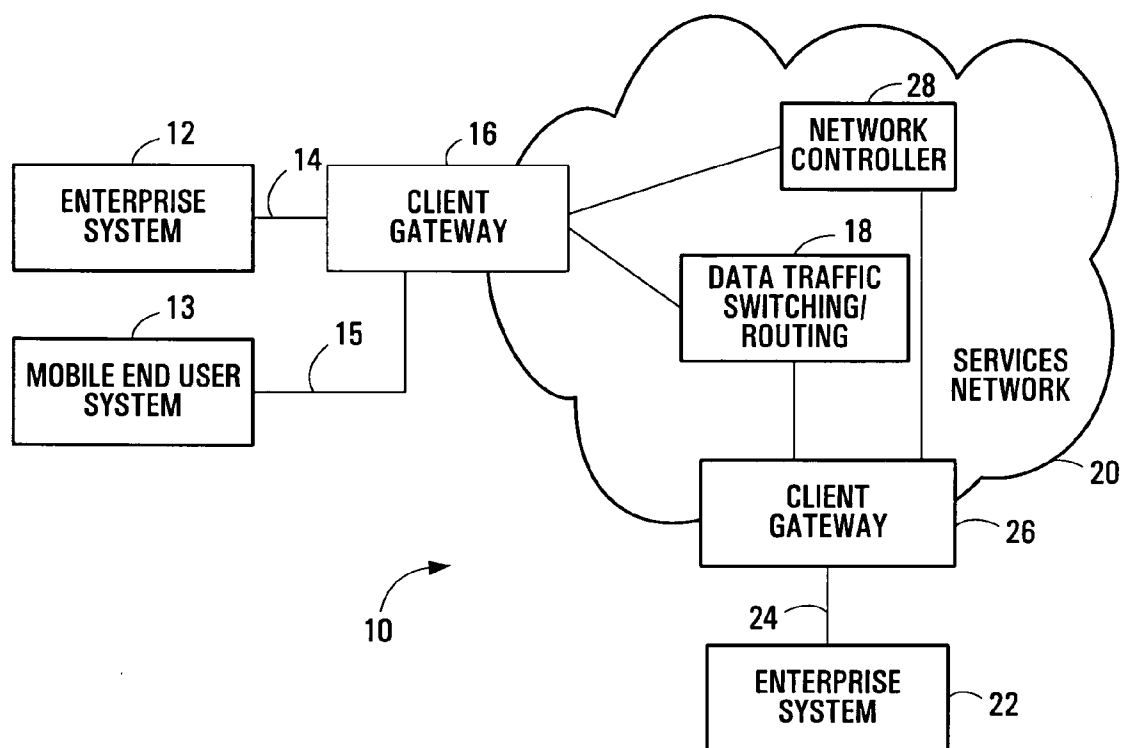 28
NETWORK
CONTROLLER
12
14
16
ENTERPRISE
SYSTEM
CLIENT
GATEWAY
18
DATA TRAFFIC
SWITCHING/
ROUTING
13
15
MOBILE END USER
SYSTEM
SERVICES
NETWORK
20
CLIENT
GATEWAY
26
10
24
ENTERPRISE
SYSTEM
22